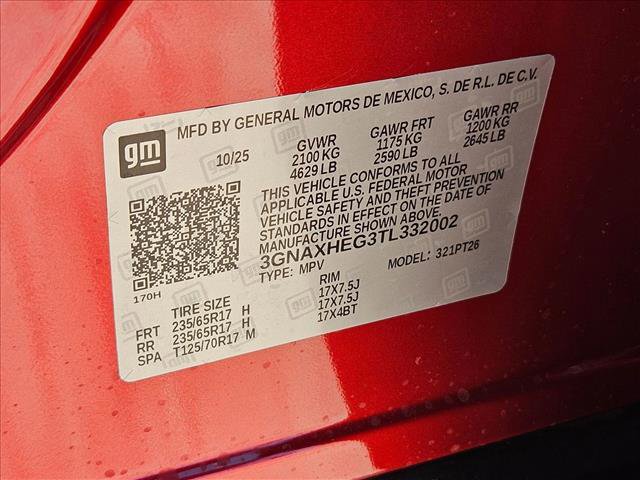 gm
MFD BY GENERAL MOTORS DE MEXICO, S. DE R.L. DE C.V.
10/25 GVWR GAWR FRT GAWR RR
2100 KG 1175 KG 1200 KG
4629 LB 2590 LB 2645 LB
THIS VEHICLE CONFORMS TO ALL
APPLICABLE U.S. FEDERAL MOTOR
VEHICLE SAFETY AND THEFT PREVENTION
STANDARDS IN EFFECT ON THE DATE OF
MANUFACTURE SHOWN ABOVE.
3GNAXHEG3TL332002
TYPE: MPV MODEL: 321PT26
170H
TIRE SIZE RIM
FRT 235/65R17 H 17X7.5J
RR 235/65R17 H 17X7.5J
SPA T125/70R17 M 17X4BT